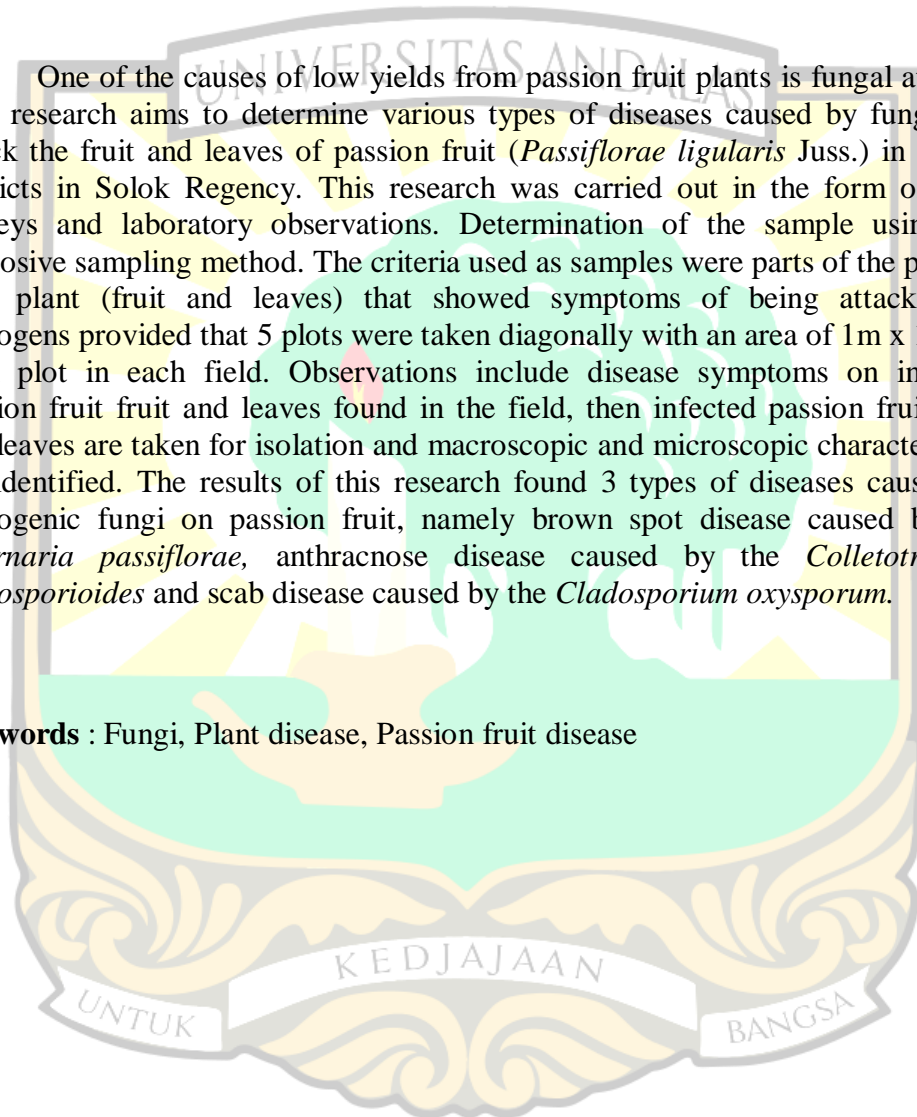 UNIVERSITAS ANDALAS
One of the causes of low yields from passion fruit plants is fungal a
research aims to determine various types of diseases caused by fung
k the fruit and leaves of passion fruit (Passiflorae ligularis Juss.) in
icts in Solok Regency. This research was carried out in the form o
eys and laboratory observations. Determination of the sample usin
osive sampling method. The criteria used as samples were parts of the p
plant (fruit and leaves) that showed symptoms of being attack
ogens provided that 5 plots were taken diagonally with an area of 1m x
plot in each field. Observations include disease symptoms on in
ion fruit fruit and leaves found in the field, then infected passion frui
leaves are taken for isolation and macroscopic and microscopic character
identified. The results of this research found 3 types of diseases caus
ogenic fungi on passion fruit, namely brown spot disease caused b
rnaria passiflorae, anthracnose disease caused by the Colletotr
osporioides and scab disease caused by the Cladosporium oxysporum.
words : Fungi, Plant disease, Passion fruit disease
KEDJAJAAN
UNTUK BANGSA